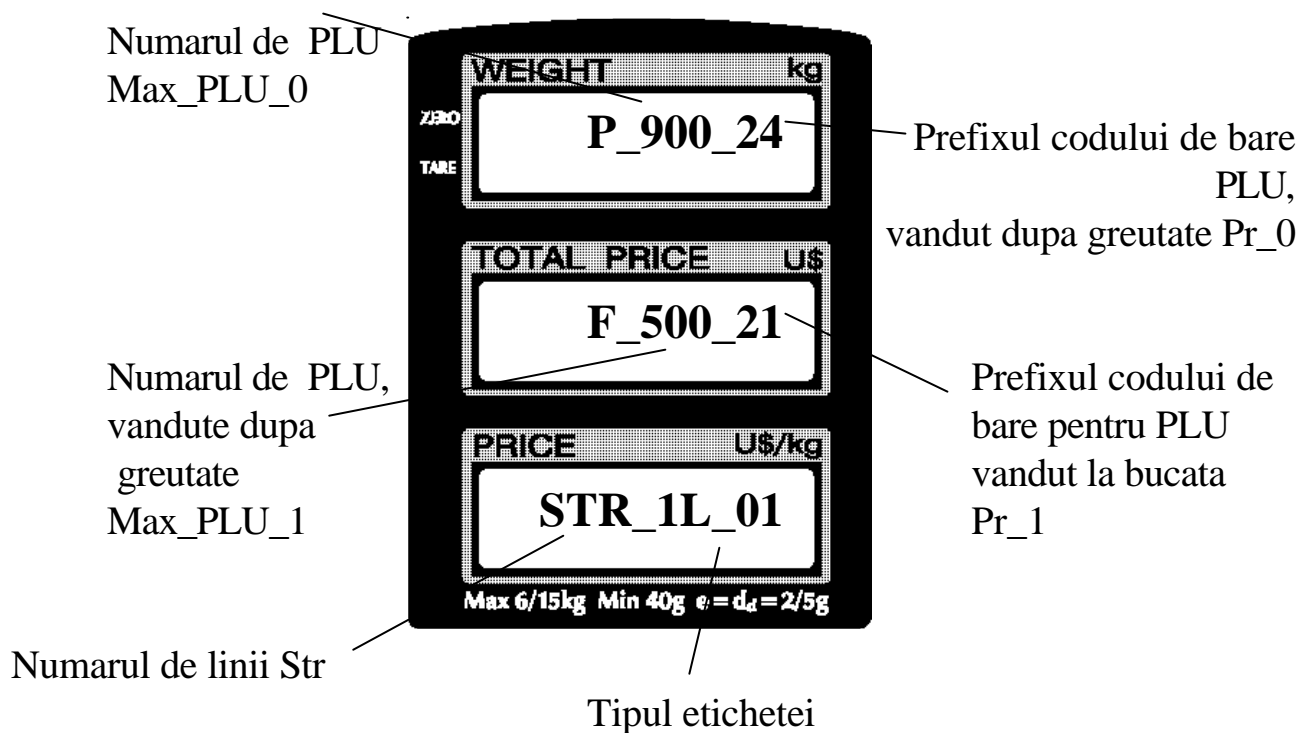 Numarul de PLU
Max_PLU_0
WEIGHT kg
ZERO
TARE
P_900_24
Prefixul codului de bare
PLU,
vandut dupa greutate Pr_0
TOTAL PRICE U$
F_500_21
Numarul de PLU,
vandute dupa
greutate
Max_PLU_1
Prefixul codului de
bare pentru PLU
vandut la bucata
Pr_1
PRICE U$/kg
STR_1L_01
Max 6/15kg Min 40g e=dd=2/5g
Numarul de linii Str
Tipul etichetei